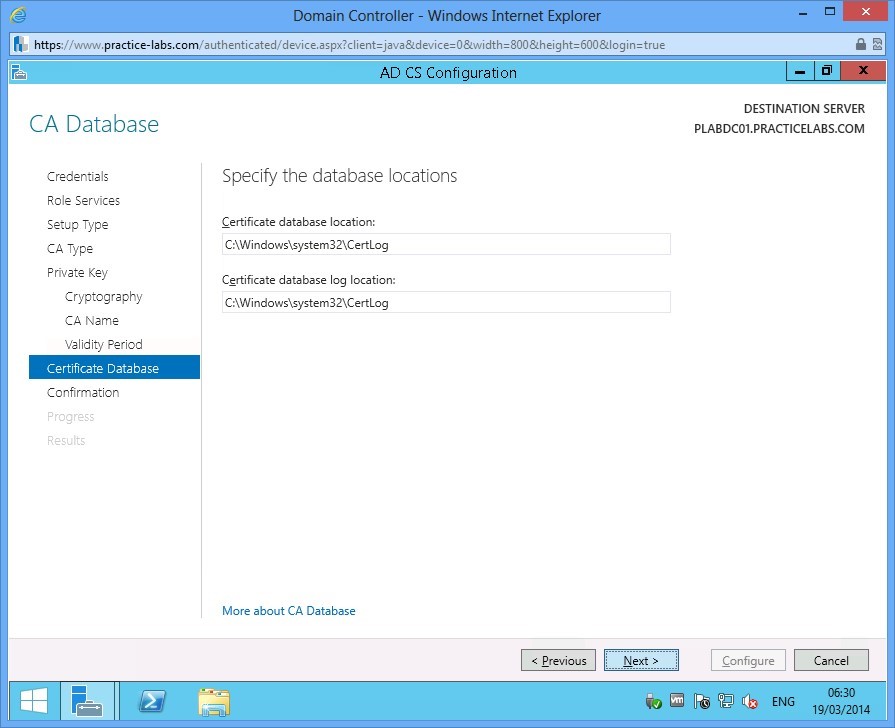 Domain Controller - Windows Internet Explorer
https://www.practice-labs.com/authenticated/device.aspx?client=java&device=0&width=800&height=600&login=true
AD CS Configuration
CA Database
DESTINATION SERVER
PLABDC01.PRACTICELABS.COM
Credentials
Role Services
Setup Type
CA Type
Private Key
Cryptography
CA Name
Validity Period
Certificate Database
Confirmation
Progress
Results
Specify the database locations
Certificate database location:
C:\Windows\system32\CertLog
Certificate database log location:
C:\Windows\system32\CertLog
More about CA Database
< Previous
Next >
Configure
Cancel
ENG
06:30
19/03/2014